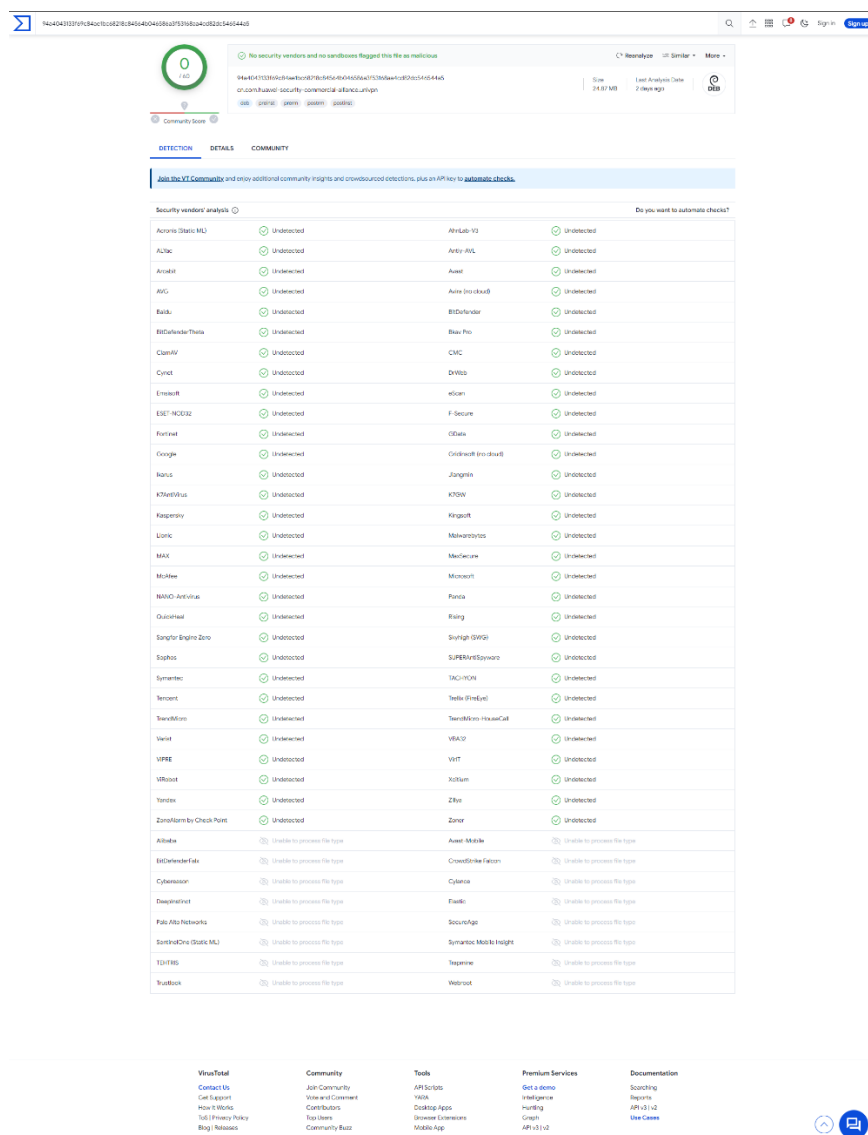 Sign in
Sign up
0
/ 60
Community Score
No security vendors and no sandboxes flagged this file as malicious
Reanalyze
Similar
More
cn.com.huawei-security-commercial-alliance.univpn
deb
preinst
prerm
postrm
postinst
Size
24.87 MB
Last Analysis Date
2 days ago
DEB
DETECTION DETAILS COMMUNITY
Join the VT Community and enjoy additional community insights and crowdsourced detections, plus an API key to automate checks.
Security vendors' analysis
Do you want to automate checks?
Acronis (Static ML) Undetected AhnLab-V3 Undetected
ALYac Undetected Antiy-AVL Undetected
Arcabit Undetected Avast Undetected
AVG Undetected Avira (no cloud) Undetected
Baidu Undetected BitDefender Undetected
BitDefenderTheta Undetected Bkav Pro Undetected
ClamAV Undetected CMC Undetected
Cynet Undetected DrWeb Undetected
Emsisoft Undetected eScan Undetected
ESET-NOD32 Undetected F-Secure Undetected
Fortinet Undetected GData Undetected
Google Undetected Gridinsoft (no cloud) Undetected
Ikarus Undetected Jiangmin Undetected
K7AntiVirus Undetected K7GW Undetected
Kaspersky Undetected Kingsoft Undetected
Lionic Undetected Malwarebytes Undetected
MAX Undetected MaxSecure Undetected
McAfee Undetected Microsoft Undetected
NANO-Antivirus Undetected Panda Undetected
QuickHeal Undetected Rising Undetected
Sangfor Engine Zero Undetected Skyhigh (SWG) Undetected
Sophos Undetected SUPERAntiSpyware Undetected
Symantec Undetected TACHYON Undetected
Tencent Undetected Trellix (FireEye) Undetected
TrendMicro Undetected TrendMicro-HouseCall Undetected
Varist Undetected VBA32 Undetected
VIPRE Undetected VirIT Undetected
ViRobot Undetected Xcitium Undetected
Yandex Undetected Zillya Undetected
ZoneAlarm by Check Point Undetected Zoner Undetected
Alibaba Unable to process file type Avast-Mobile Unable to process file type
BitDefenderFalx Unable to process file type CrowdStrike Falcon Unable to process file type
Cybereason Unable to process file type Cylance Unable to process file type
DeepInstinct Unable to process file type Elastic Unable to process file type
Palo Alto Networks Unable to process file type SecureAge Unable to process file type
SentinelOne (Static ML) Unable to process file type Symantec Mobile Insight Unable to process file type
TEHTRIS Unable to process file type Trapmine Unable to process file type
Trustlook Unable to process file type Webroot Unable to process file type
VirusTotal Community Tools Premium Services Documentation
Contact Us Join Community API Scripts Get a demo Searching
Get Support Vote and Comment YARA Intelligence Reports
How It Works Contributors Desktop Apps Hunting API v3 | v2
ToS | Privacy Policy Top Users Browser Extensions Graph Use Cases
Blog | Releases Community Buzz Mobile App API v3 | v2